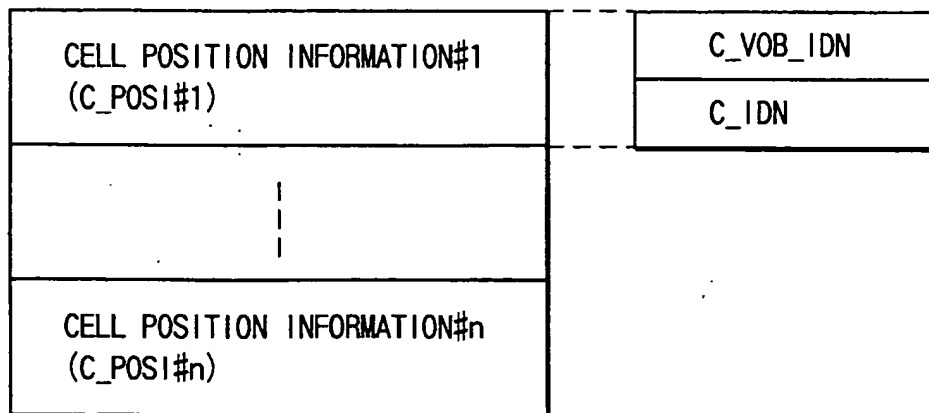 CELL POSITION INFORMATION#1
(C_POSI#1)
C_VOB_IDN
C_IDN
CELL POSITION INFORMATION#n
(C_POSI#n)